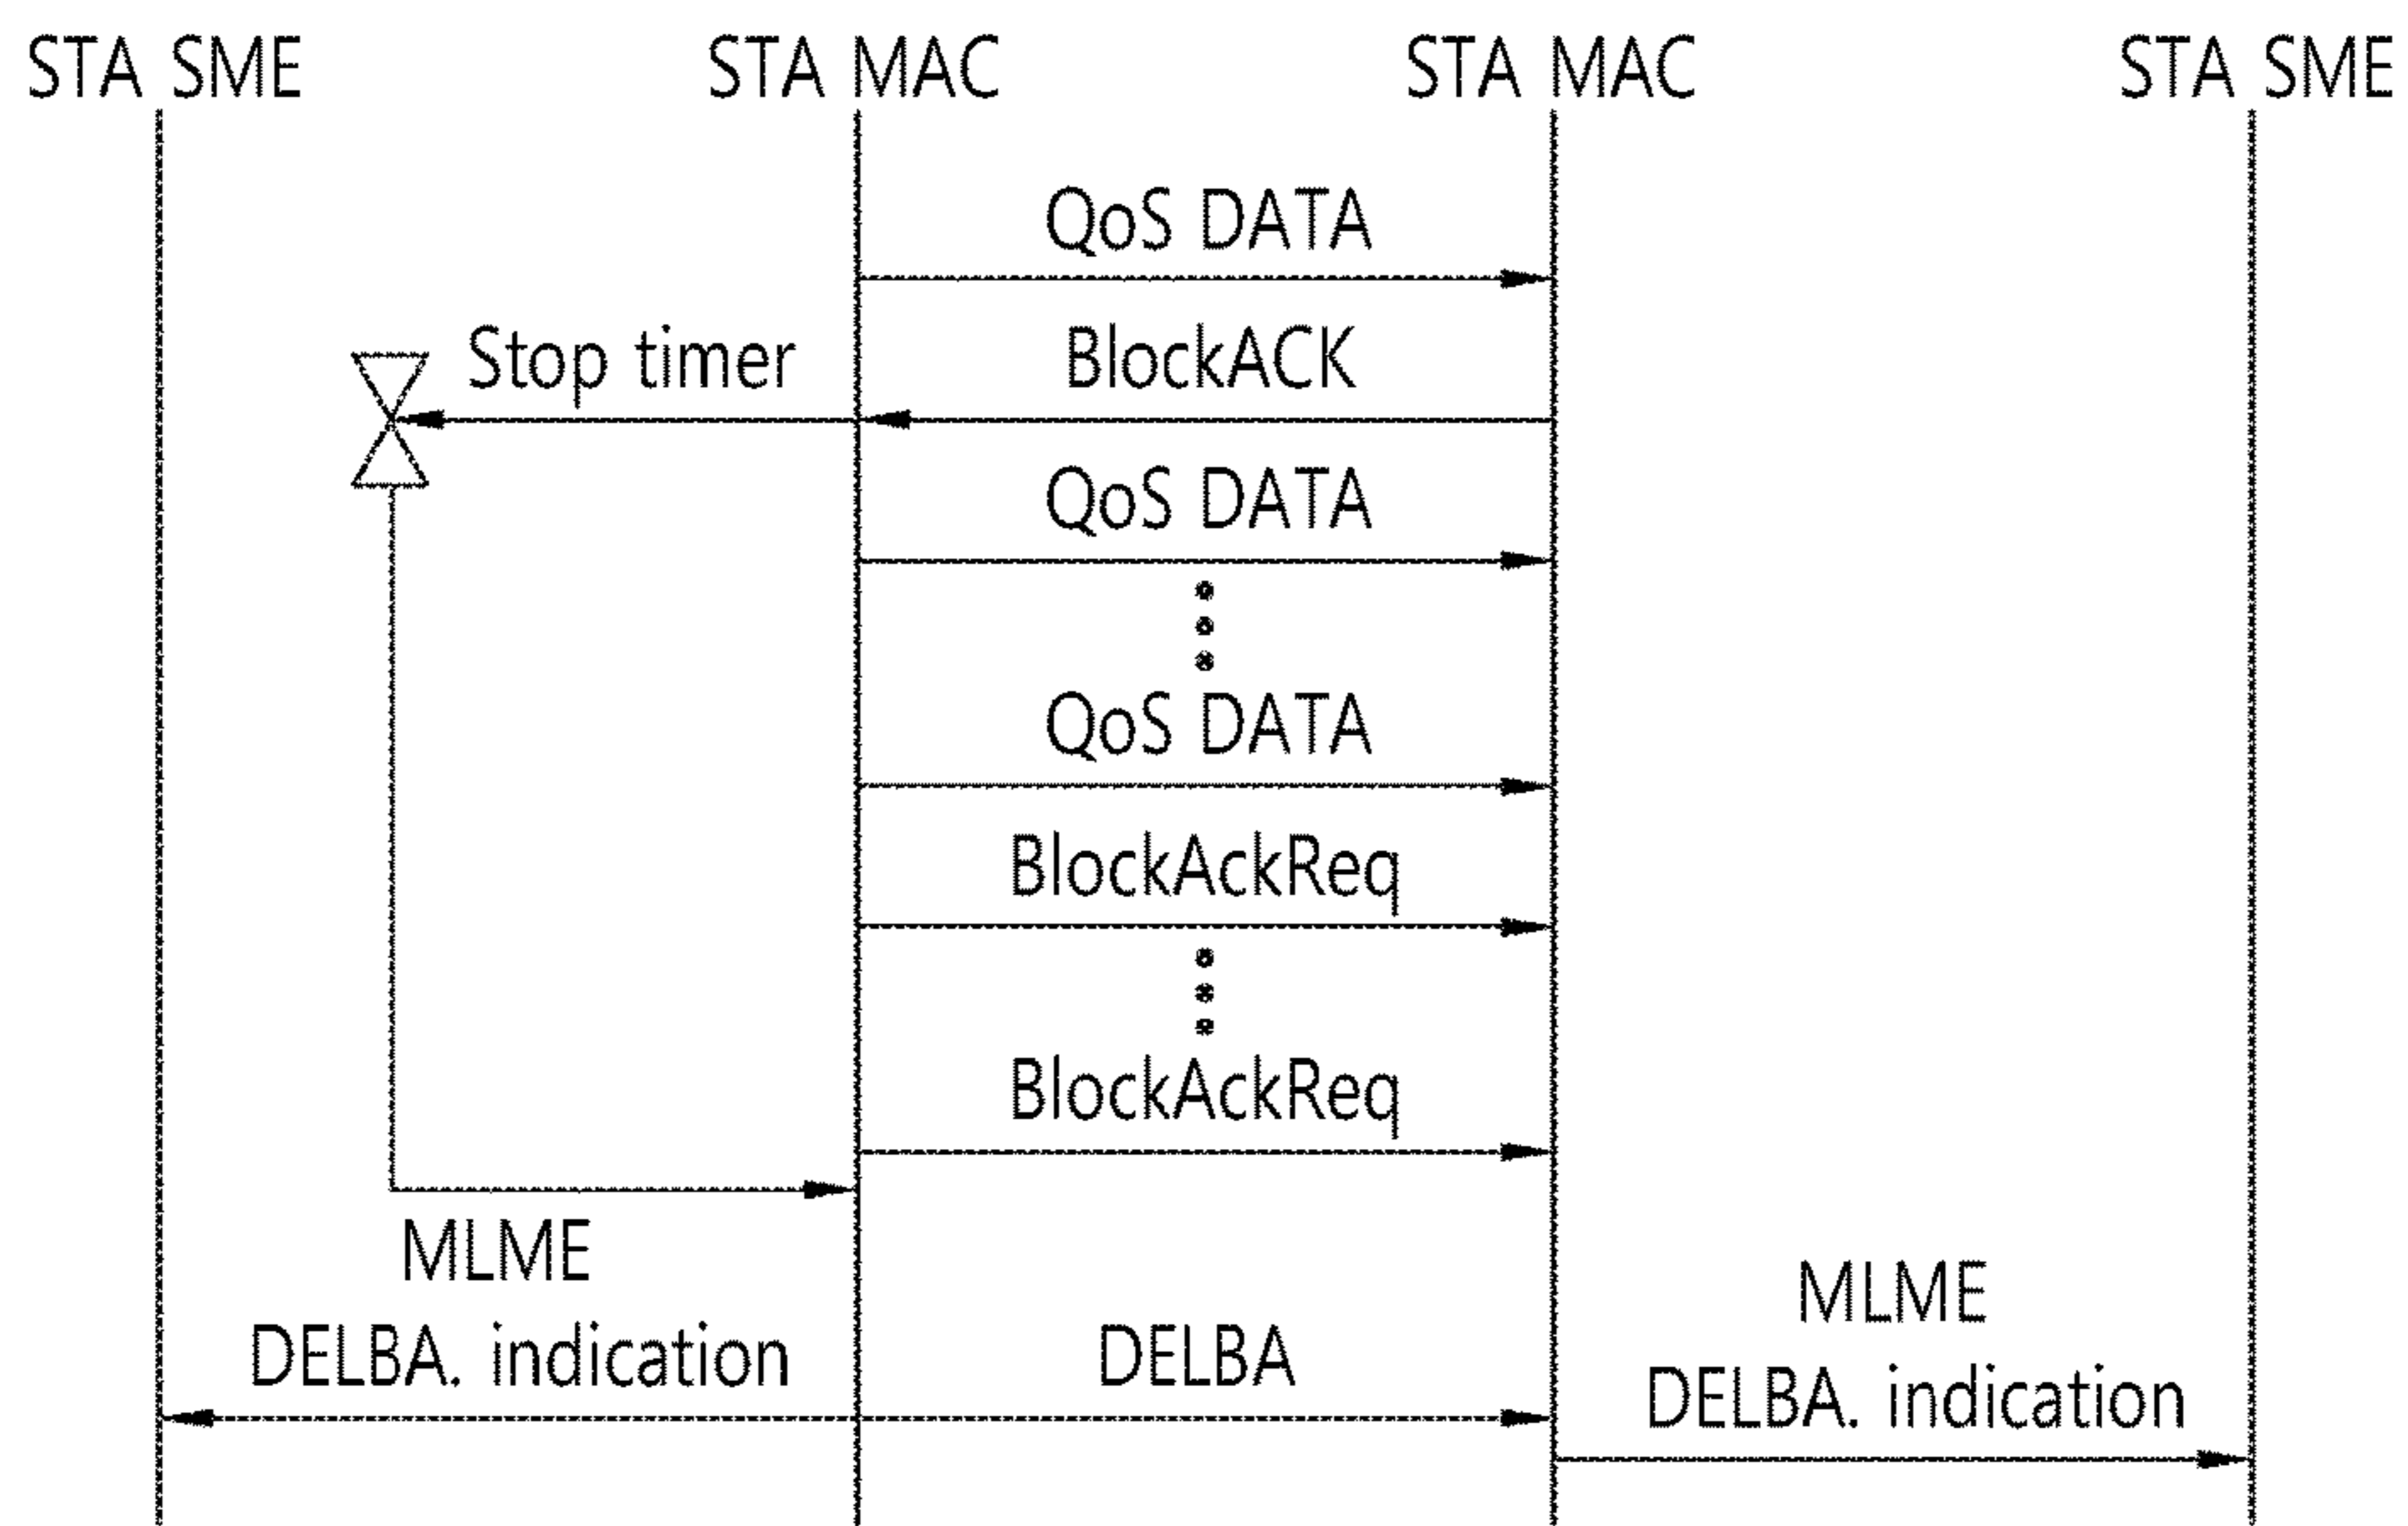 STA SME
STA MAC
STA MAC
STA SME
QoS DATA
Stop timer
BlockACK
QoS DATA
QoS DATA
BlockAckReq
BlockAckReq
MLME
DELBA. indication
DELBA
MLME
DELBA. indication